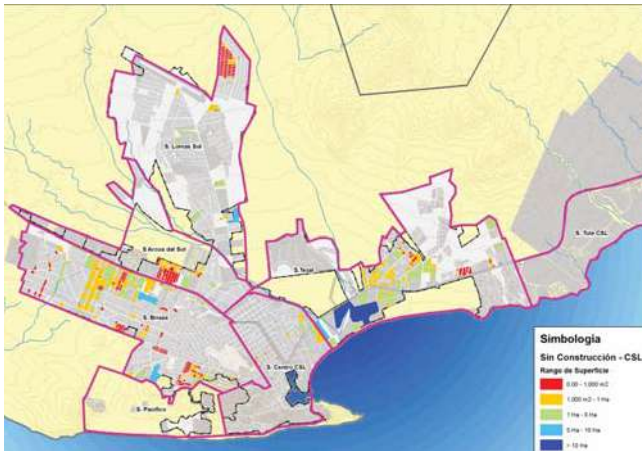 S. Lomas Sol
S.Arcos del Sol
S.Tezal
S. Tule CSL
S. Brisas
S. Centro CSL
S. Pacífico
Simbología
Sin Construcción - CSL
Rango de Superficie
0.00 - 1,000 m2
1,000 m2 - 1 Ha
1 Ha - 5 Ha
5 Ha - 10 Ha
> 10 Ha